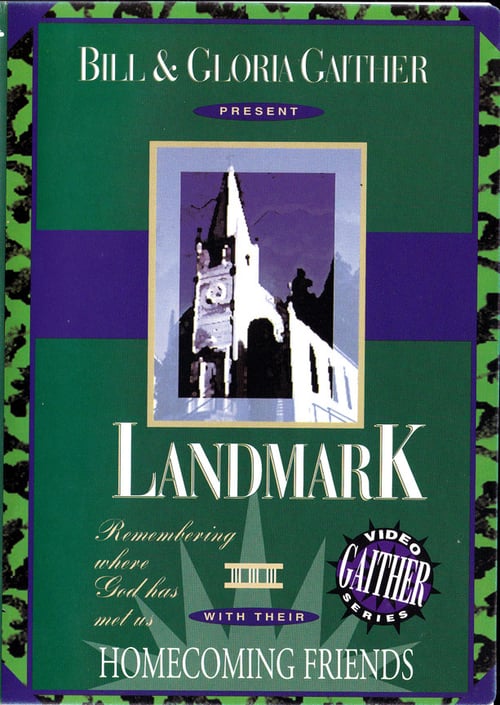 BILL & GLORIA GAITHER
PRESENT
LANDMARK
Remembering
where
God has
met us
VIDEO
GAITHER
SERIES
WITH THEIR
HOMECOMING FRIENDS